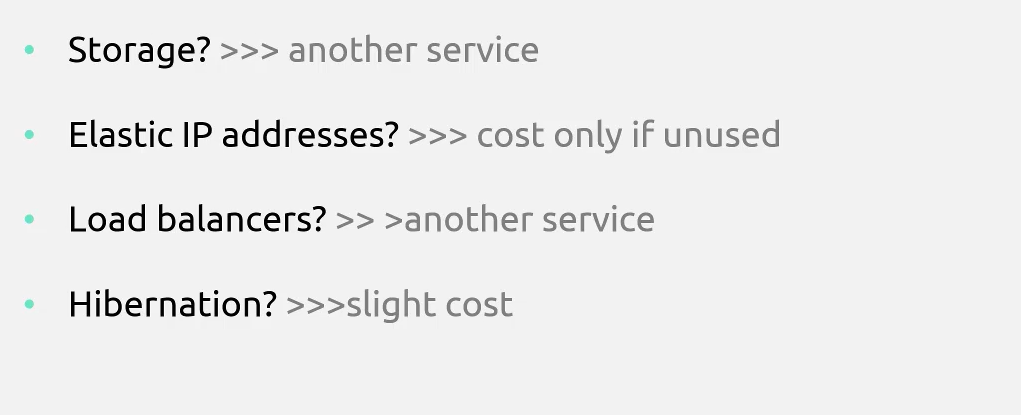 • Storage? >>> another service
• Elastic IP addresses? >>> cost only if unused
• Load balancers? >> >another service
• Hibernation? >>>slight cost